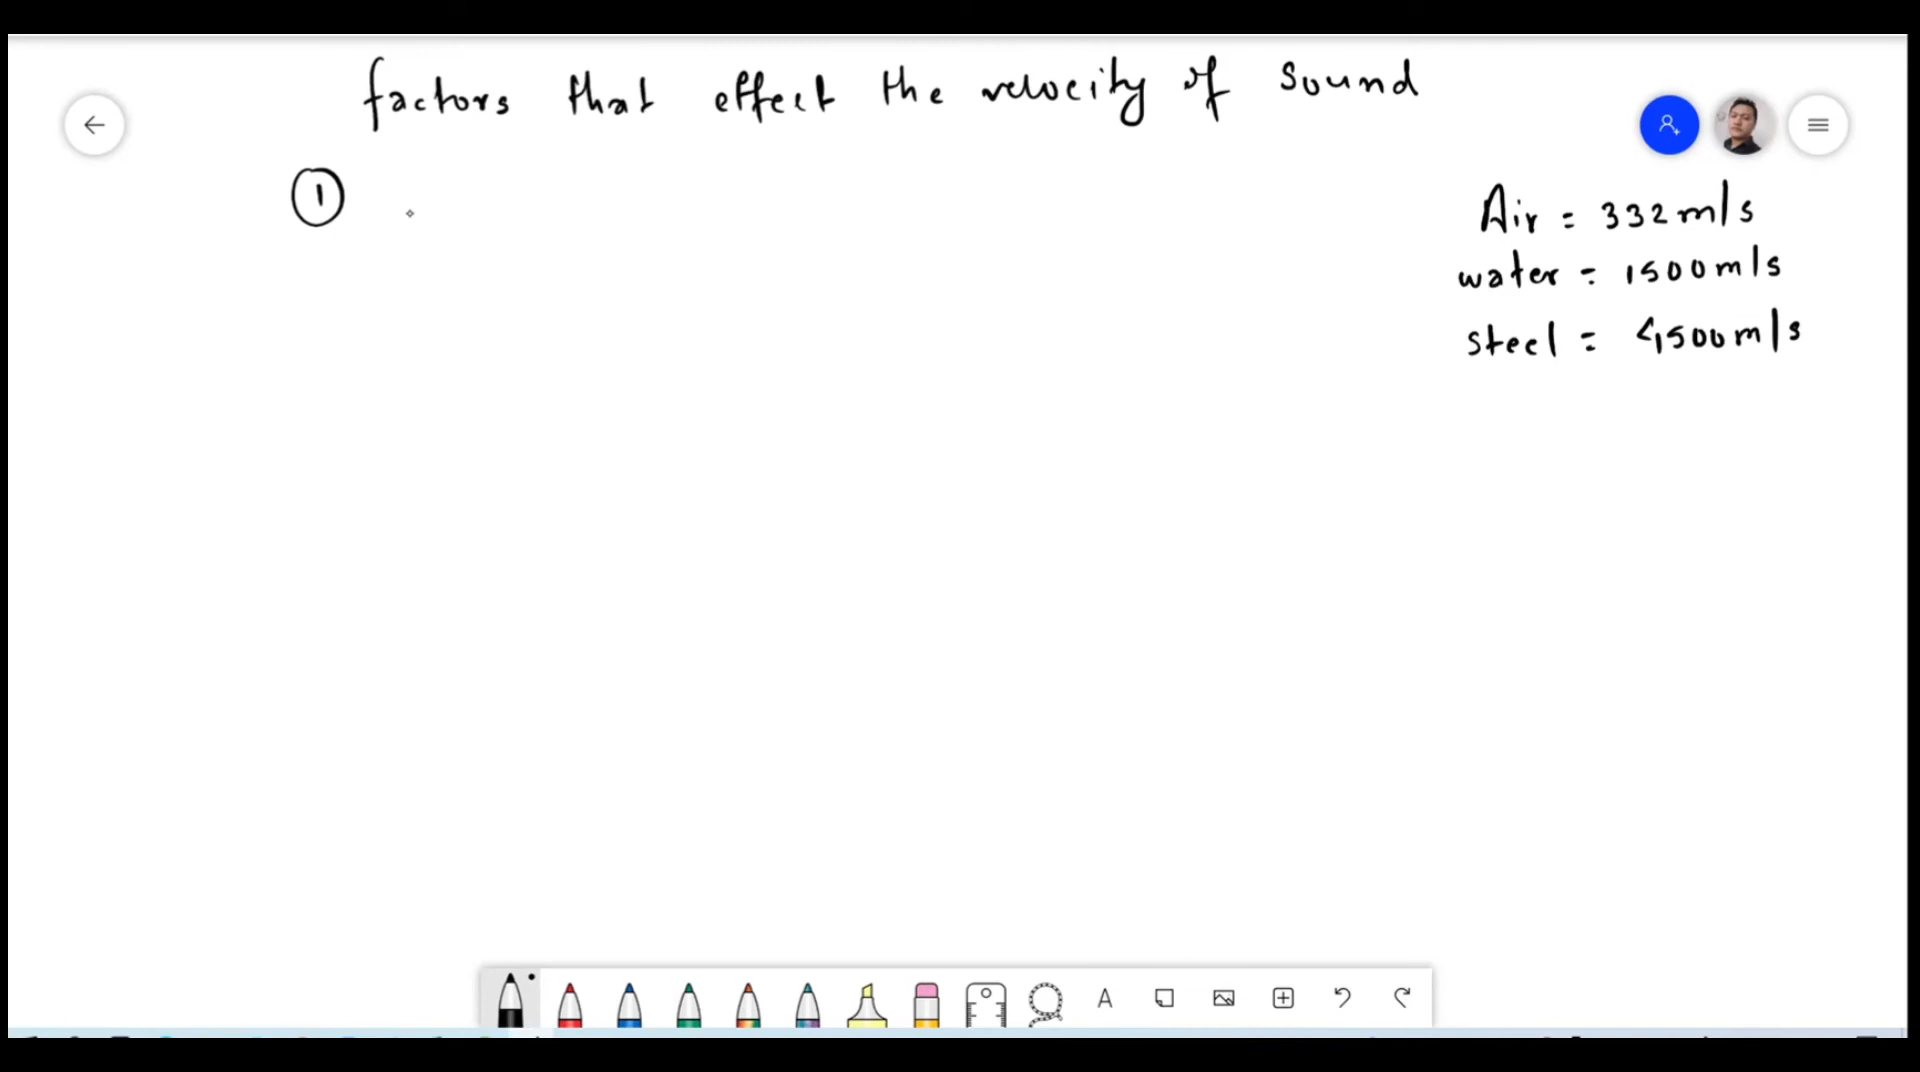 factors that effect the velocity of sound
①
Air = 332 m/s
water = 1500 m/s
steel = 4500 m/s
A